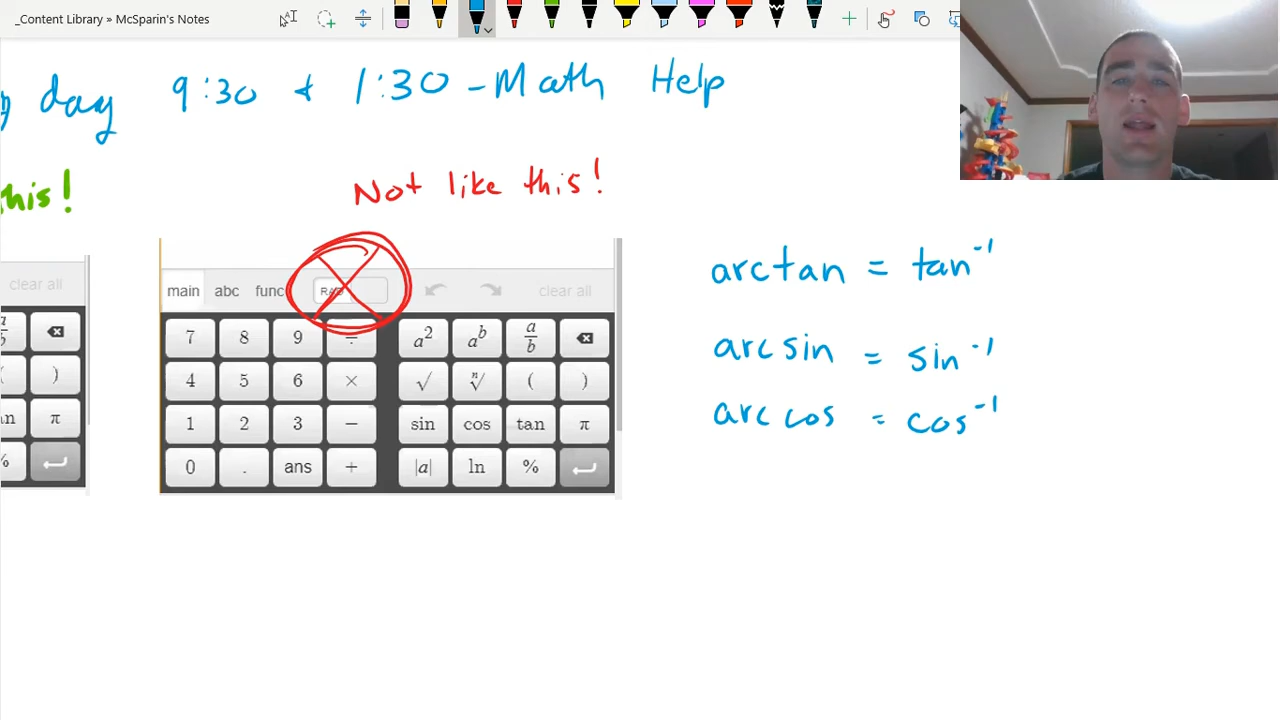 _Content Library » McSparin's Notes
day 9:30 + 1:30 - Math Help
this!
Not like this!
clear all
main abc func clear all
7 8 9 ÷ a² aᵇ a/b
4 5 6 × √ ⁿ√ ( )
1 2 3 − sin cos tan π
0 . ans + |a| ln %
a/b
)
an π
%
arctan = tan⁻¹
arcsin = sin⁻¹
arccos = cos⁻¹